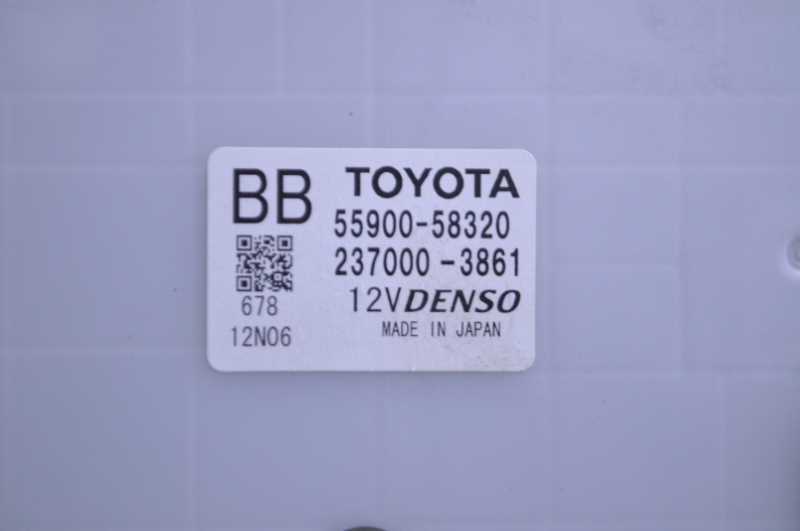 BB
TOYOTA
55900-58320
237000-3861
678
12V DENSO
12N06
MADE IN JAPAN